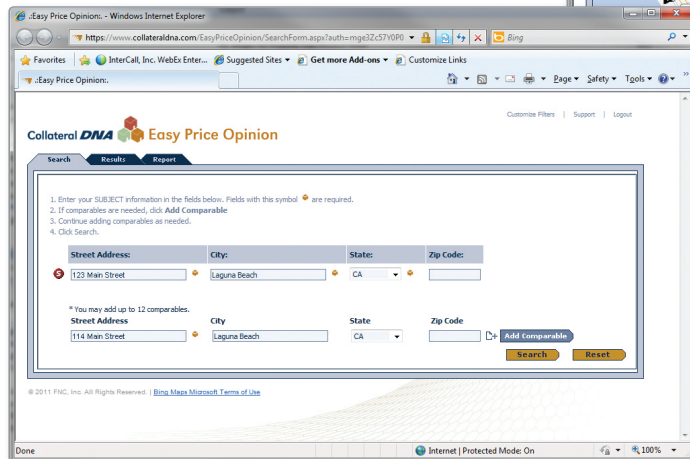 .:Easy Price Opinion:. - Windows Internet Explorer
https://www.collateraldna.com/EasyPriceOpinion/SearchForm.aspx?auth=mge3Zc57Y0P0
Bing
Favorites InterCall, Inc. WebEx Enter... Suggested Sites Get more Add-ons Customize Links
.:Easy Price Opinion:. Page Safety Tools
Customize Filters | Support | Logout
Collateral DNA Easy Price Opinion
Search Results Report
1. Enter your SUBJECT information in the fields below. Fields with this symbol are required.
2. If comparables are needed, click Add Comparable
3. Continue adding comparables as needed.
4. Click Search.
Street Address: City: State: Zip Code:
S 123 Main Street Laguna Beach CA
*You may add up to 12 comparables.
Street Address City State Zip Code
114 Main Street Laguna Beach CA Add Comparable
Search Reset
© 2011 FNC, Inc. All Rights Reserved. | Bing Maps Microsoft Terms of Use
Done Internet | Protected Mode: On 100%